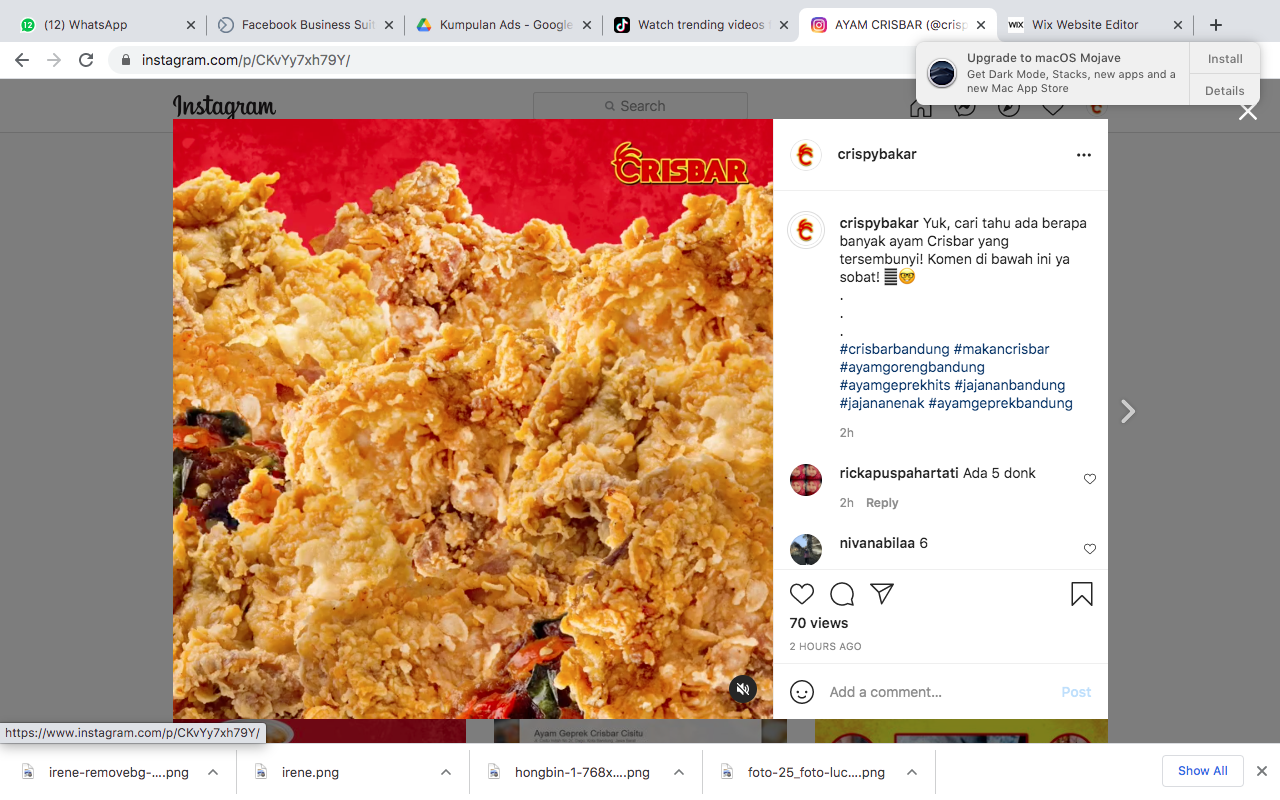 12
(12) WhatsApp
Facebook Business Suit
Kumpulan Ads - Google
Watch trending videos
AYAM CRISBAR (@crisp
WIX
Wix Website Editor
instagram.com/p/CKvYy7xh79Y/
Upgrade to macOS Mojave
Get Dark Mode, Stacks, new apps and a
new Mac App Store
Install
Details
Instagram
Search
CRISBAR
crispybakar
crispybakar Yuk, cari tahu ada berapa
banyak ayam Crisbar yang
tersembunyi! Komen di bawah ini ya
sobat!
.
.
.
#crisbarbandung #makancrisbar
#ayamgorengbandung
#ayamgeprekhits #jajananbandung
#jajananenak #ayamgeprekbandung
2h
rickapuspahartati Ada 5 donk
2h Reply
nivanabilaa 6
70 views
2 HOURS AGO
Add a comment...
Post
Ayam Geprek Crisbar Cisitu
https://www.instagram.com/p/CKvYy7xh79Y/
irene-removebg-....png
irene.png
hongbin-1-768x....png
foto-25_foto-luc....png
Show All